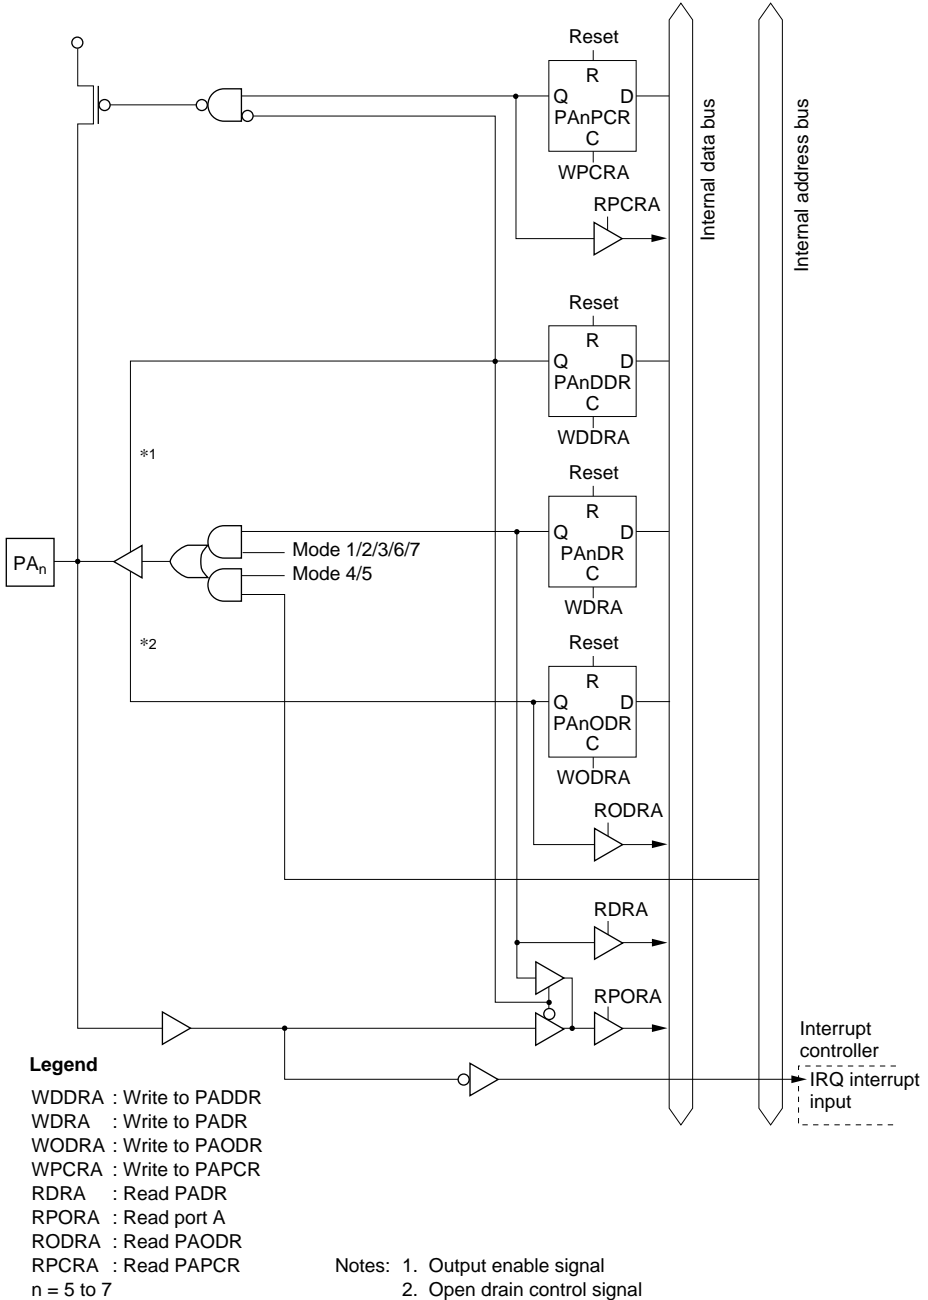 Reset
R
Q D
PAnPCR
C
WPCRA
RPCRA
Internal data bus
Internal address bus
Reset
R
Q D
PAnDDR
C
WDDRA
*1
Reset
R
Q D
PAnDR
C
WDRA
Mode 1/2/3/6/7
Mode 4/5
PAn
*2
Reset
R
Q D
PAnODR
C
WODRA
RODRA
RDRA
RPORA
Interrupt
controller
IRQ interrupt
input
Legend
WDDRA : Write to PADDR
WDRA : Write to PADR
WODRA : Write to PAODR
WPCRA : Write to PAPCR
RDRA : Read PADR
RPORA : Read port A
RODRA : Read PAODR
RPCRA : Read PAPCR
n = 5 to 7
Notes: 1. Output enable signal
2. Open drain control signal